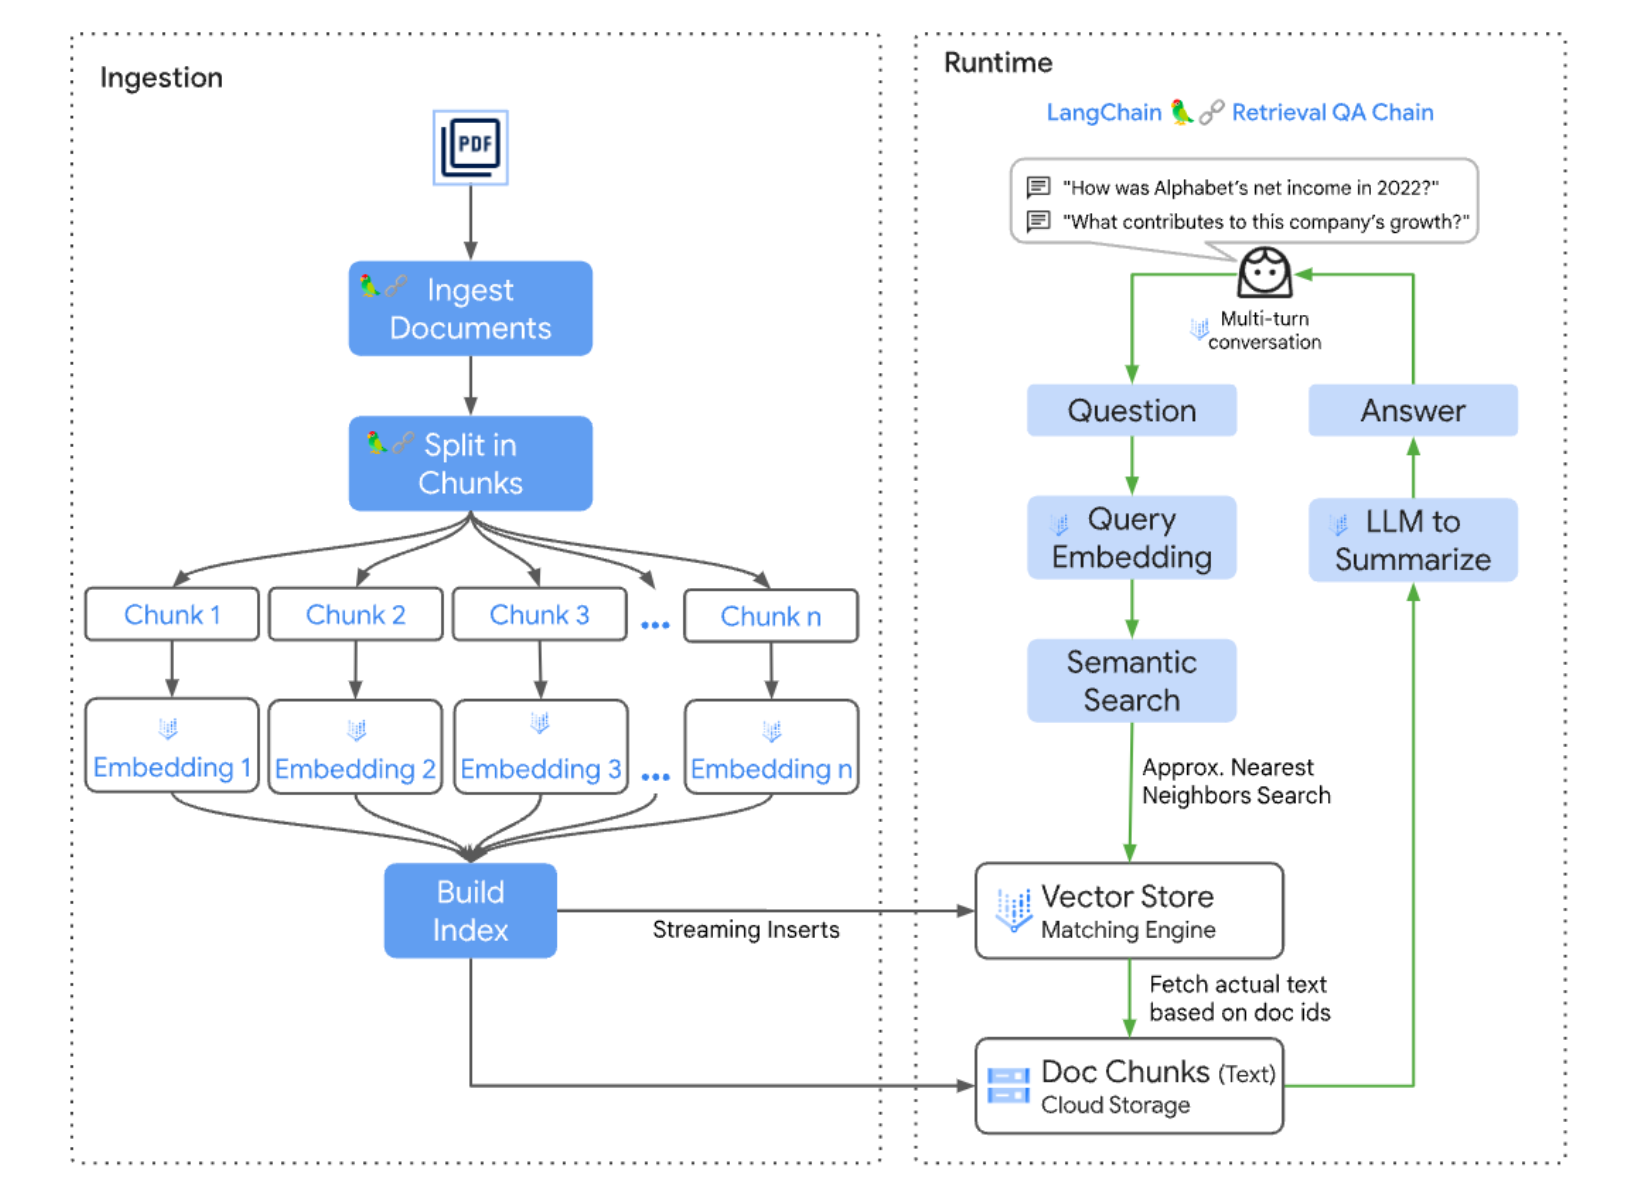 Ingestion
PDF
Ingest
Documents
Split in
Chunks
Chunk 1
Chunk 2
Chunk 3
...
Chunk n
Embedding 1
Embedding 2
Embedding 3
...
Embedding n
Build
Index
Streaming Inserts
Runtime
LangChain Retrieval QA Chain
"How was Alphabet's net income in 2022?"
"What contributes to this company's growth?"
Multi-turn
conversation
Question
Query
Embedding
Semantic
Search
Approx. Nearest
Neighbors Search
Vector Store
Matching Engine
Fetch actual text
based on doc ids
Doc Chunks (Text)
Cloud Storage
LLM to
Summarize
Answer